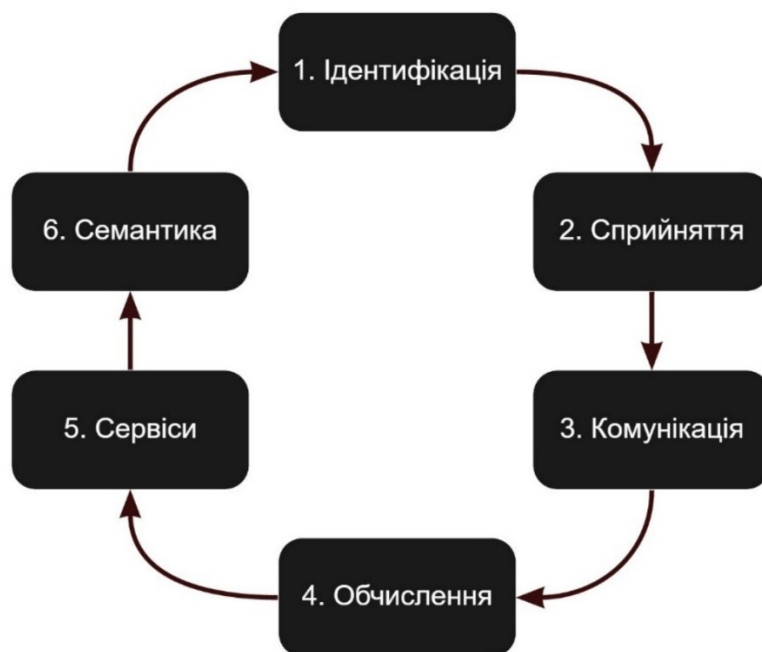 1. Ідентифікація
2. Сприйняття
3. Комунікація
4. Обчислення
5. Сервіси
6. Семантика